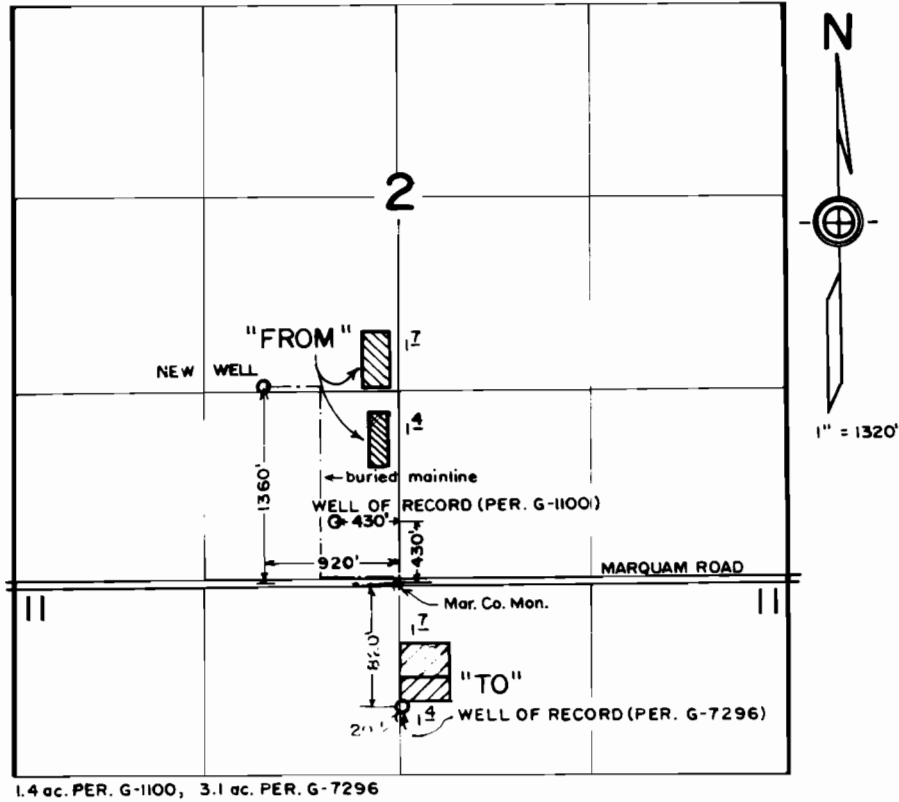 N
2
"FROM"
1 7
NEW WELL
1 4
1" = 1320'
buried mainline
1360'
WELL OF RECORD (PER. G-1100)
430'
430'
920'
MARQUAM ROAD
11
11
Mar. Co. Mon.
1 7
"TO"
1 4
WELL OF RECORD (PER. G-7296)
1.4 ac. PER. G-1100, 3.1 ac. PER. G-7296